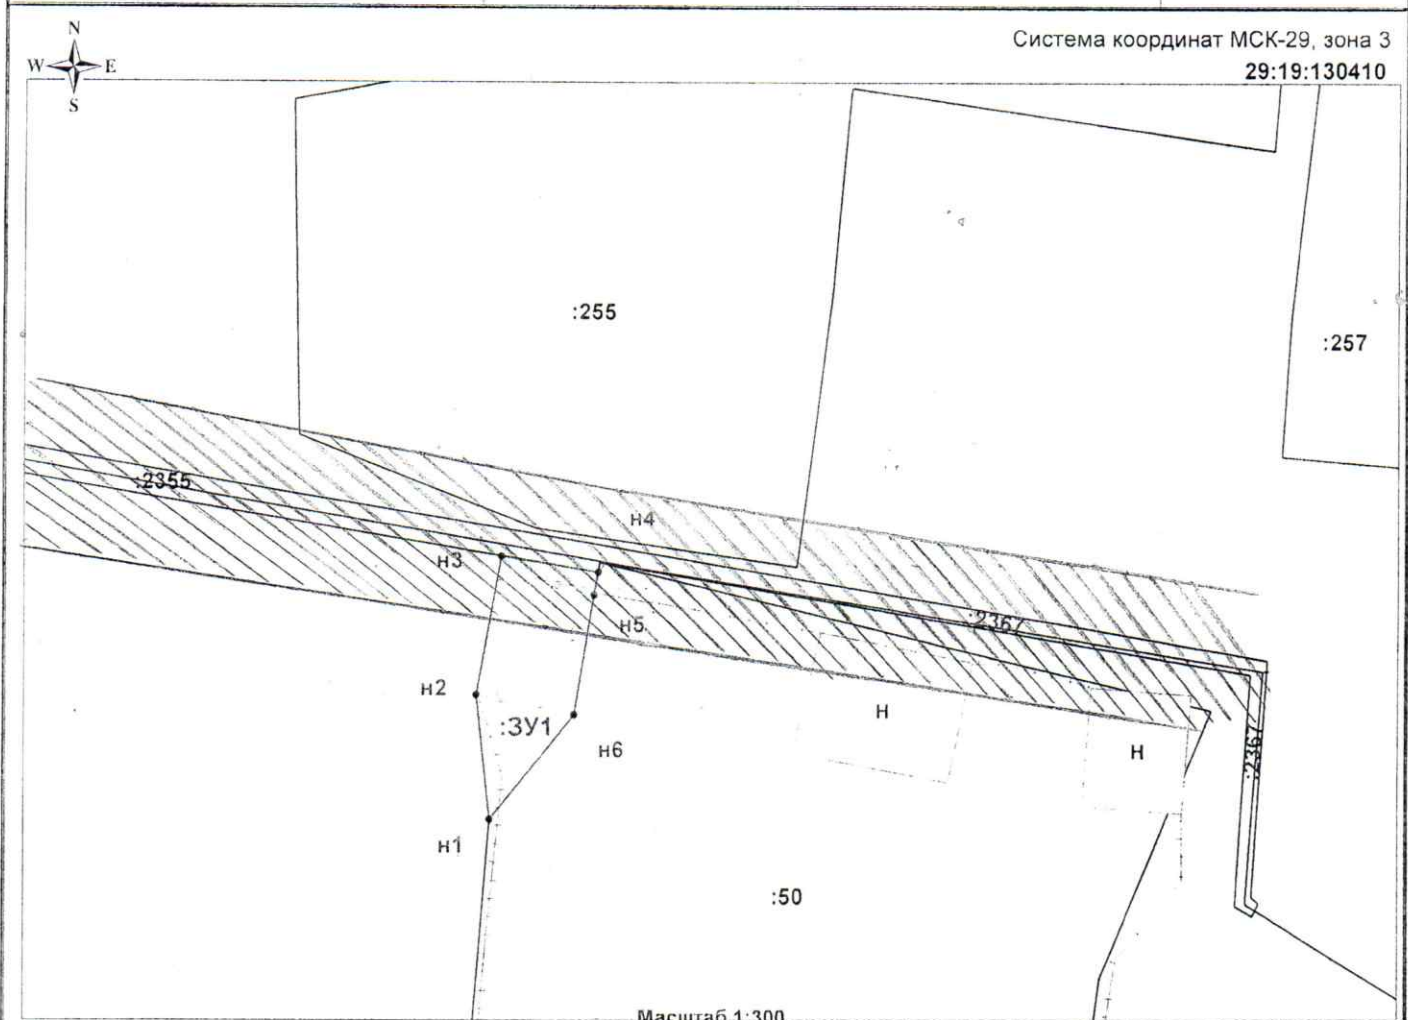 N
W E
S
Система координат МСК-29, зона 3
29:19:130410
:255
:257
:2355
н4
н3
:2367
н5
н2
:ЗУ1
н6
Н
Н
:2367
н1
:50
Масштаб 1:300